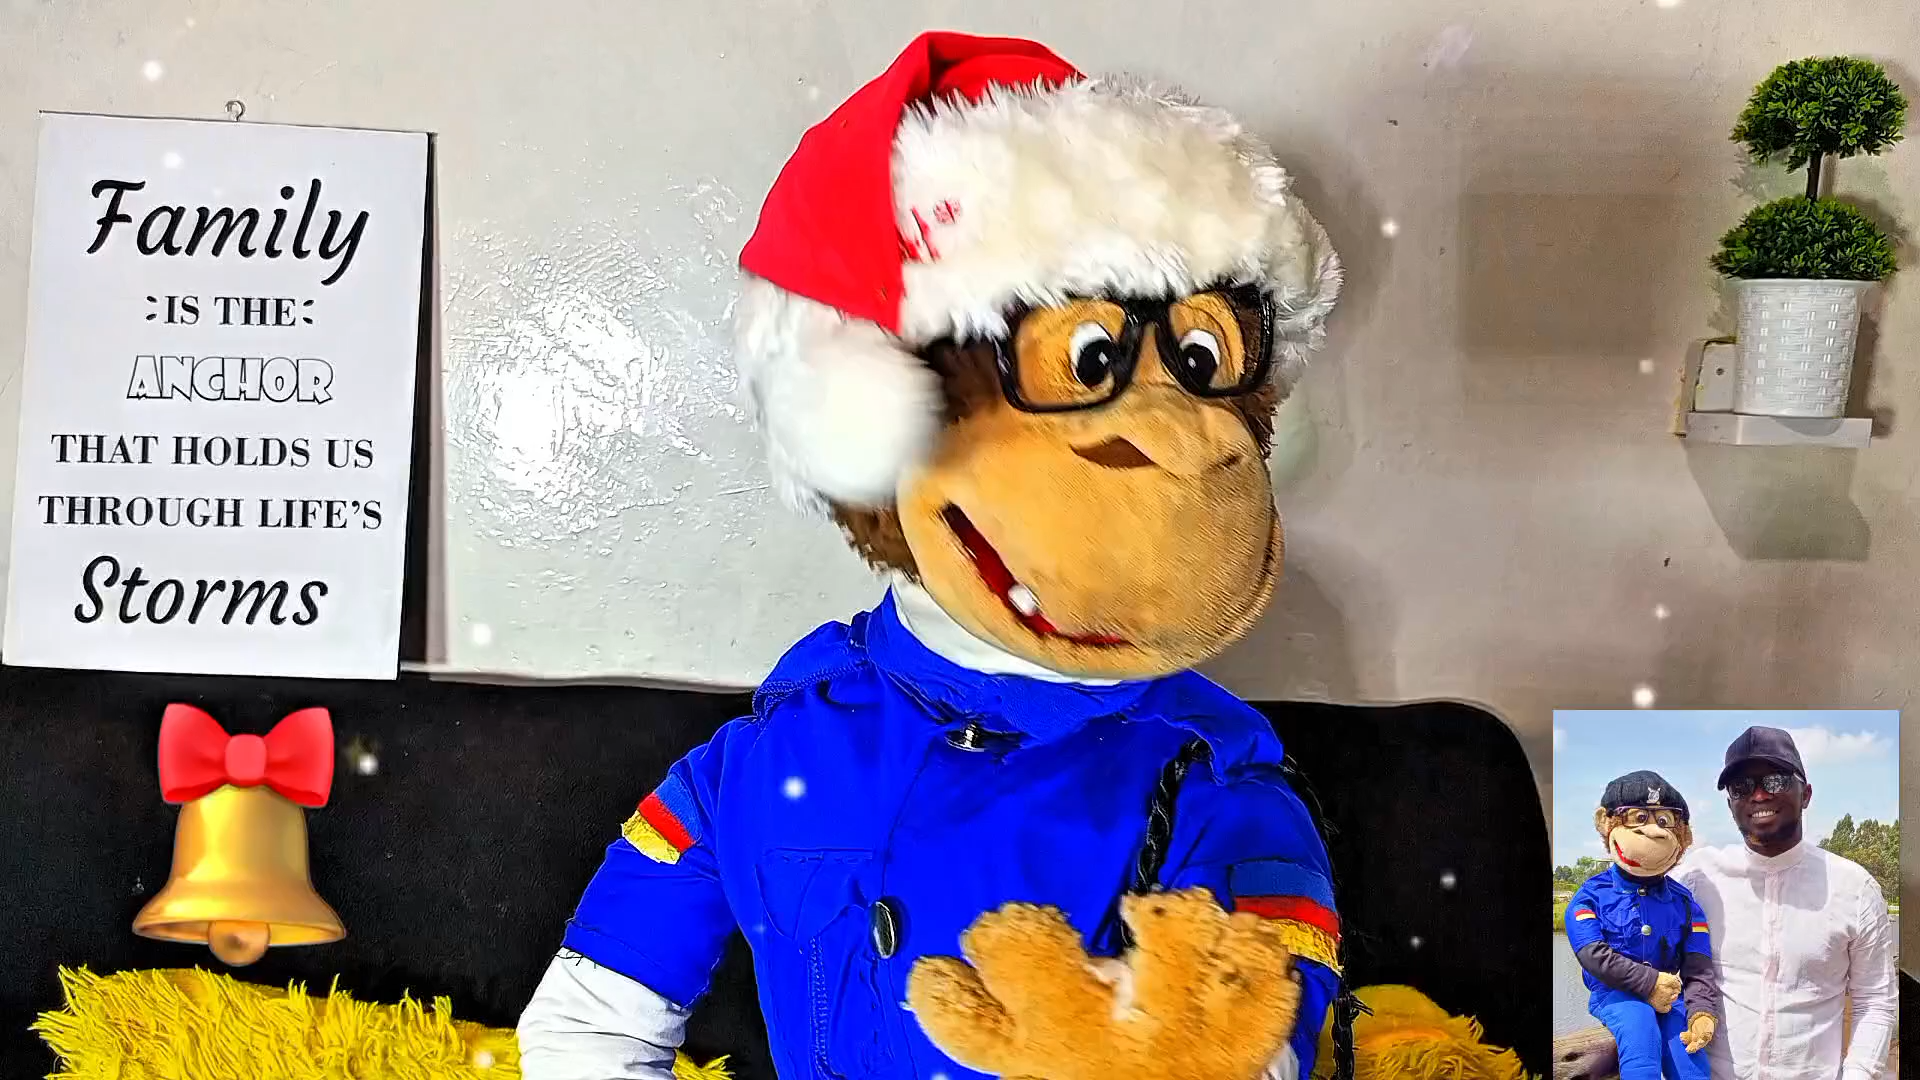 Family
IS THE
ANCHOR
THAT HOLDS US
THROUGH LIFE'S
Storms